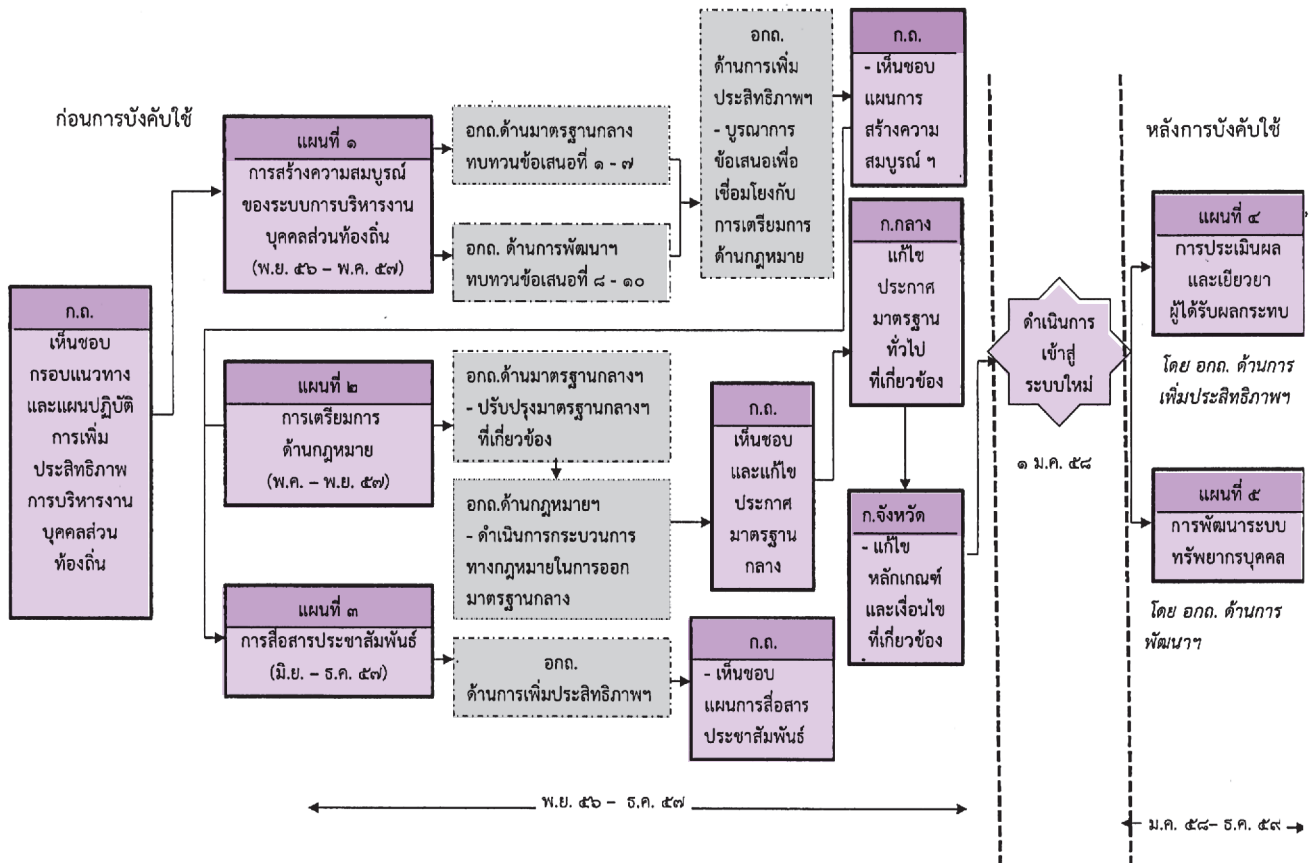 ก่อนการบังคับใช้
ก.ถ.
เห็นชอบ
กรอบแนวทาง
และแผนปฏิบัติ
การเพิ่ม
ประสิทธิภาพ
การบริหารงาน
บุคคลส่วน
ท้องถิ่น
แผนที่ ๑
การสร้างความสมบูรณ์
ของระบบการบริหารงาน
บุคคลส่วนท้องถิ่น
(พ.ย. ๕๖ – พ.ค. ๕๗)
อกถ.ด้านมาตรฐานกลาง
ทบทวนข้อเสนอที่ ๑ - ๗
อกถ. ด้านการพัฒนาฯ
ทบทวนข้อเสนอที่ ๘ - ๑๐
อกถ.
ด้านการเพิ่ม
ประสิทธิภาพฯ
- บูรณาการ
ข้อเสนอเพื่อ
เชื่อมโยงกับ
การเตรียมการ
ด้านกฎหมาย
ก.ถ.
- เห็นชอบ
แผนการ
สร้างความ
สมบูรณ์ ฯ
แผนที่ ๒
การเตรียมการ
ด้านกฎหมาย
(พ.ค. – พ.ย. ๕๗)
อกถ.ด้านมาตรฐานกลางฯ
- ปรับปรุงมาตรฐานกลางฯ
ที่เกี่ยวข้อง
อกถ.ด้านกฎหมายฯ
- ดำเนินการกระบวนการ
ทางกฎหมายในการออก
มาตรฐานกลาง
ก.ถ.
เห็นชอบ
และแก้ไข
ประกาศ
มาตรฐาน
กลาง
ก.กลาง
แก้ไข
ประกาศ
มาตรฐาน
ทั่วไป
ที่เกี่ยวข้อง
ก.จังหวัด
- แก้ไข
หลักเกณฑ์
และเงื่อนไข
ที่เกี่ยวข้อง
แผนที่ ๓
การสื่อสารประชาสัมพันธ์
(มิ.ย. – ธ.ค. ๕๗)
อกถ.
ด้านการเพิ่มประสิทธิภาพฯ
ก.ถ.
- เห็นชอบ
แผนการสื่อสาร
ประชาสัมพันธ์
พ.ย. ๕๖ – ธ.ค. ๕๗
ดำเนินการ
เข้าสู่
ระบบใหม่
๑ ม.ค. ๕๘
หลังการบังคับใช้
แผนที่ ๔
การประเมินผล
และเยียวยา
ผู้ได้รับผลกระทบ
โดย อกถ. ด้านการ
เพิ่มประสิทธิภาพฯ
แผนที่ ๕
การพัฒนาระบบ
ทรัพยากรบุคคล
โดย อกถ. ด้านการ
พัฒนาฯ
ม.ค. ๕๘– ธ.ค. ๕๙